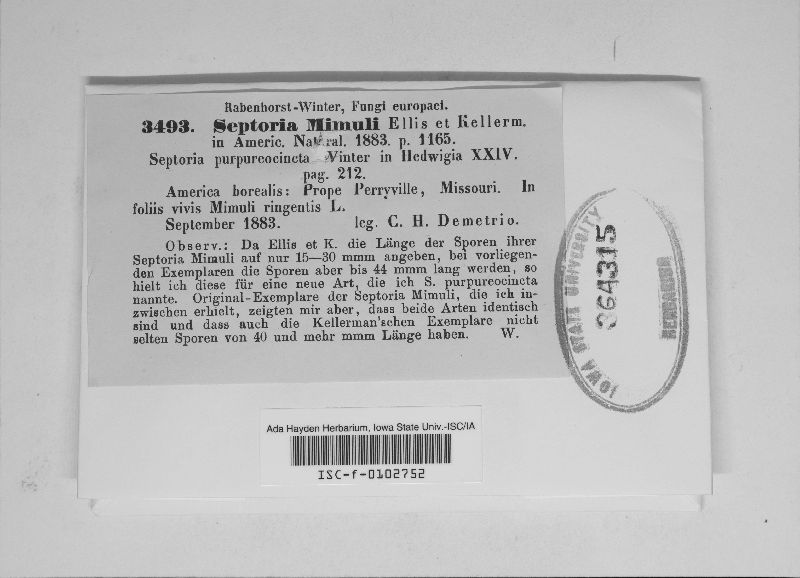 Rabenhorst-Winter, Fungi europaei.
3493. Septoria Mimuli Ellis et Kellerm.
in Americ. Natural. 1883. p. 1165.
Septoria purpureocincta Winter in Hedwigia XXIV.
pag. 212.
America borealis: Prope Perryville, Missouri. In
foliis vivis Mimuli ringentis L.
September 1883. leg. C. H. Demetrio.
Observ.: Da Ellis et K. die Länge der Sporen ihrer
Septoria Mimuli auf nur 15—30 mmm angeben, bei vorliegen-
den Exemplaren die Sporen aber bis 44 mmm lang werden, so
hielt ich diese für eine neue Art, die ich S. purpureocincta
nannte. Original-Exemplare der Septoria Mimuli, die ich in-
zwischen erhielt, zeigten mir aber, dass beide Arten identisch
sind und dass auch die Kellerman'schen Exemplare nicht
selten Sporen von 40 und mehr mmm Länge haben. W.
IOWA STATE UNIVERSITY
364315
HERBARIUM
Ada Hayden Herbarium, Iowa State Univ.-ISC/IA
ISC-f-0102752